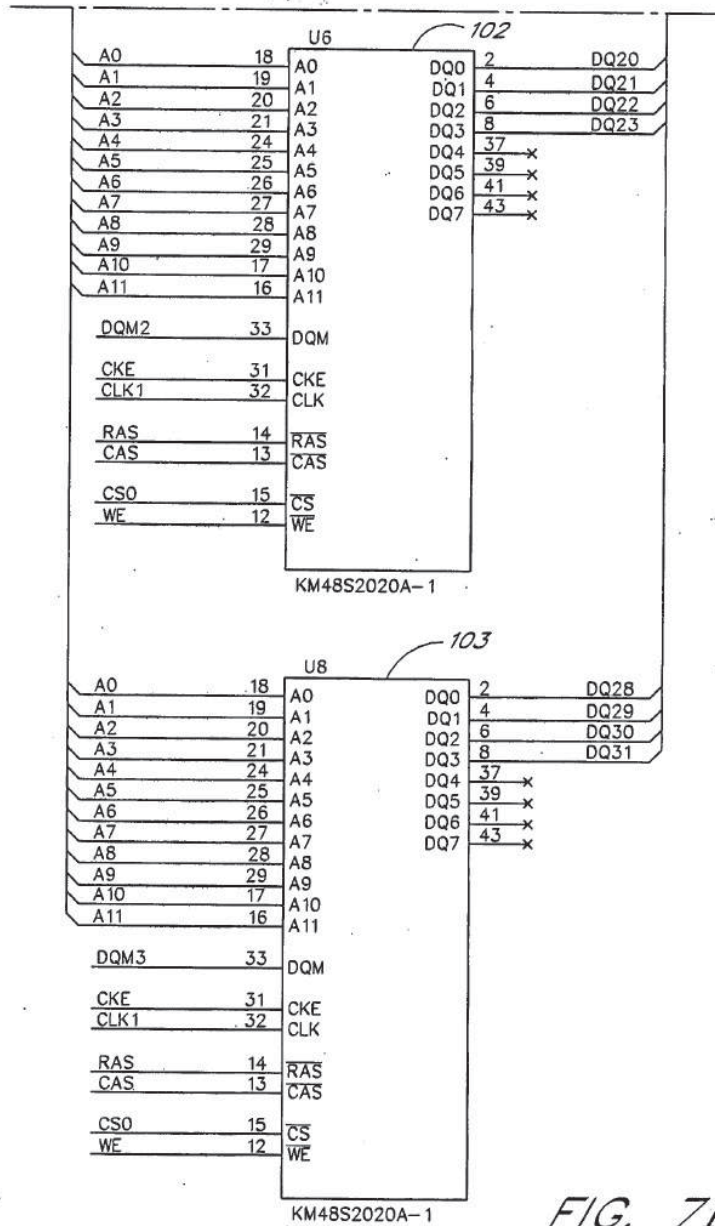 U6 102
A0 18 A0 DQ0 2 DQ20
A1 19 A1 DQ1 4 DQ21
A2 20 A2 DQ2 6 DQ22
A3 21 A3 DQ3 8 DQ23
A4 24 A4 DQ4 37
A5 25 A5 DQ5 39
A6 26 A6 DQ6 41
A7 27 A7 DQ7 43
A8 28 A8
A9 29 A9
A10 17 A10
A11 16 A11
DQM2 33 DQM
CKE 31 CKE
CLK1 32 CLK
RAS 14 RAS
CAS 13 CAS
CS0 15 CS
WE 12 WE
KM48S2020A-1
U8 103
A0 18 A0 DQ0 2 DQ28
A1 19 A1 DQ1 4 DQ29
A2 20 A2 DQ2 6 DQ30
A3 21 A3 DQ3 8 DQ31
A4 24 A4 DQ4 37
A5 25 A5 DQ5 39
A6 26 A6 DQ6 41
A7 27 A7 DQ7 43
A8 28 A8
A9 29 A9
A10 17 A10
A11 16 A11
DQM3 33 DQM
CKE 31 CKE
CLK1 32 CLK
RAS 14 RAS
CAS 13 CAS
CS0 15 CS
WE 12 WE
KM48S2020A-1
FIG.